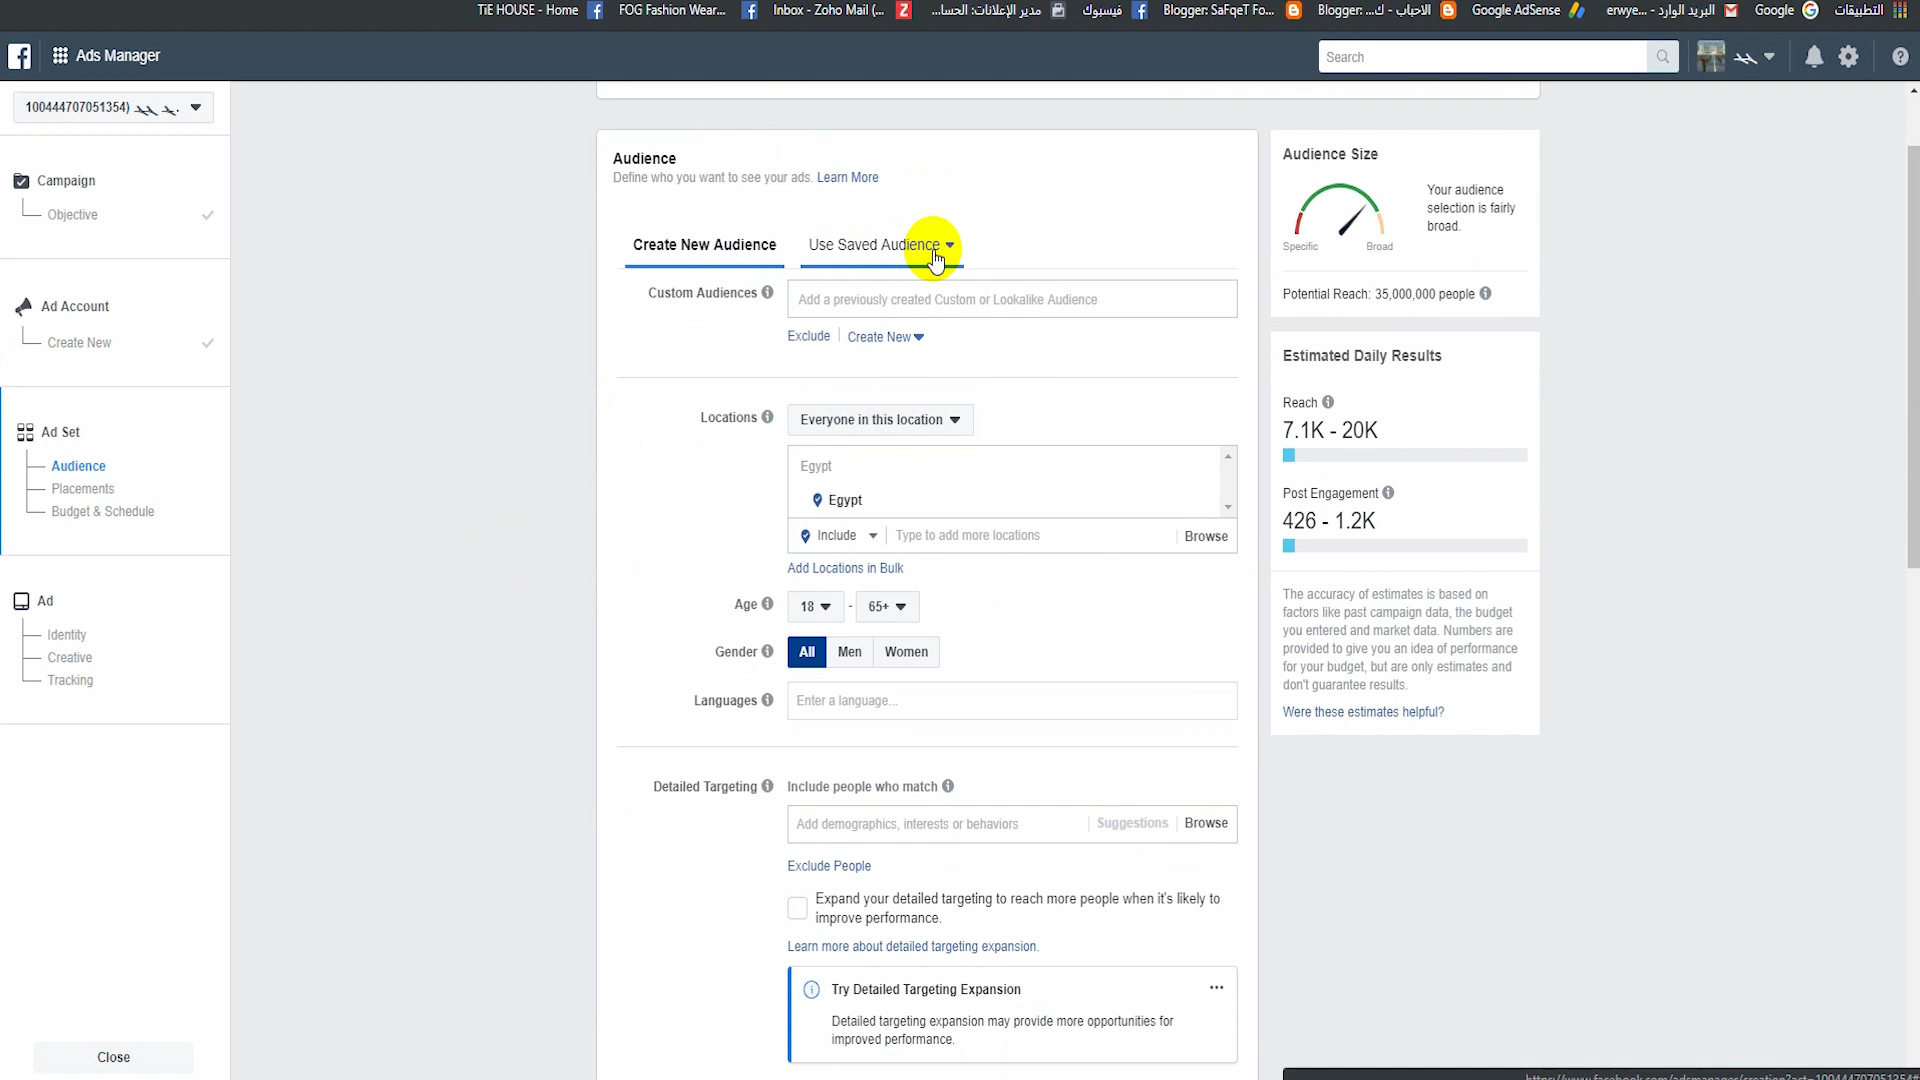 TiE HOUSE - Home
FOG Fashion Wear...
Inbox - Zoho Mail (...
مدير الإعلانات: الحسا...
فيسبوك
Blogger: SaFqeT Fo...
Blogger: الاحباب - ك...
Google AdSense
البريد الوارد - erwye...
Google
التطبيقات
Ads Manager
Search
100444707051354)
Campaign
Objective
Ad Account
Create New
Ad Set
Audience
Placements
Budget & Schedule
Ad
Identity
Creative
Tracking
Close
Audience
Define who you want to see your ads. Learn More
Create New Audience
Use Saved Audience
Custom Audiences
Add a previously created Custom or Lookalike Audience
Exclude
Create New
Locations
Everyone in this location
Egypt
Egypt
Include
Type to add more locations
Browse
Add Locations in Bulk
Age
18 - 65+
Gender
All
Men
Women
Languages
Enter a language...
Detailed Targeting
Include people who match
Add demographics, interests or behaviors
Suggestions
Browse
Exclude People
Expand your detailed targeting to reach more people when it's likely to
improve performance.
Learn more about detailed targeting expansion.
Try Detailed Targeting Expansion
Detailed targeting expansion may provide more opportunities for
improved performance.
Audience Size
Specific
Broad
Your audience
selection is fairly
broad.
Potential Reach: 35,000,000 people
Estimated Daily Results
Reach
7.1K - 20K
Post Engagement
426 - 1.2K
The accuracy of estimates is based on
factors like past campaign data, the budget
you entered and market data. Numbers are
provided to give you an idea of performance
for your budget, but are only estimates and
don't guarantee results.
Were these estimates helpful?